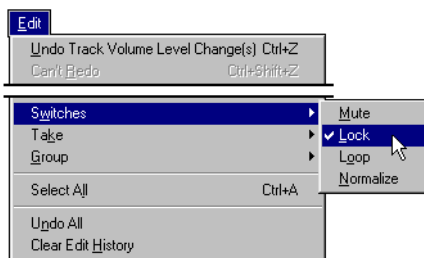 Edit
Undo Track Volume Level Change(s) Ctrl+Z
Can't Redo Ctrl+Shift+Z
Switches
Mute
Take
Lock
Group
Loop
Normalize
Select All Ctrl+A
Undo All
Clear Edit History